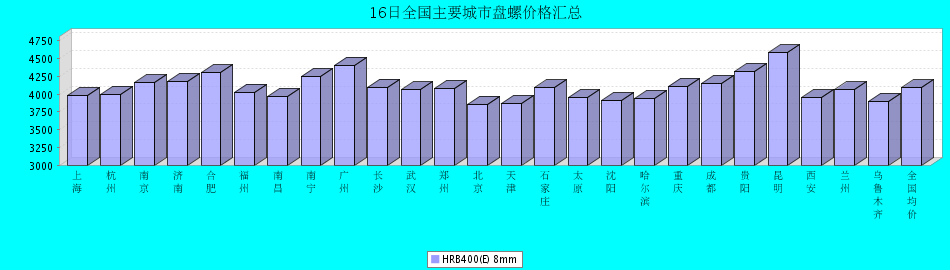 16日全国主要城市盘螺价格汇总
4750
4500
4250
4000
3750
3500
3250
3000
上海
杭州
南京
济南
合肥
福州
南昌
南宁
广州
长沙
武汉
郑州
北京
天津
石家庄
太原
沈阳
哈尔滨
重庆
成都
贵阳
昆明
西安
兰州
乌鲁木齐
全国均价
HRB400(E) 8mm